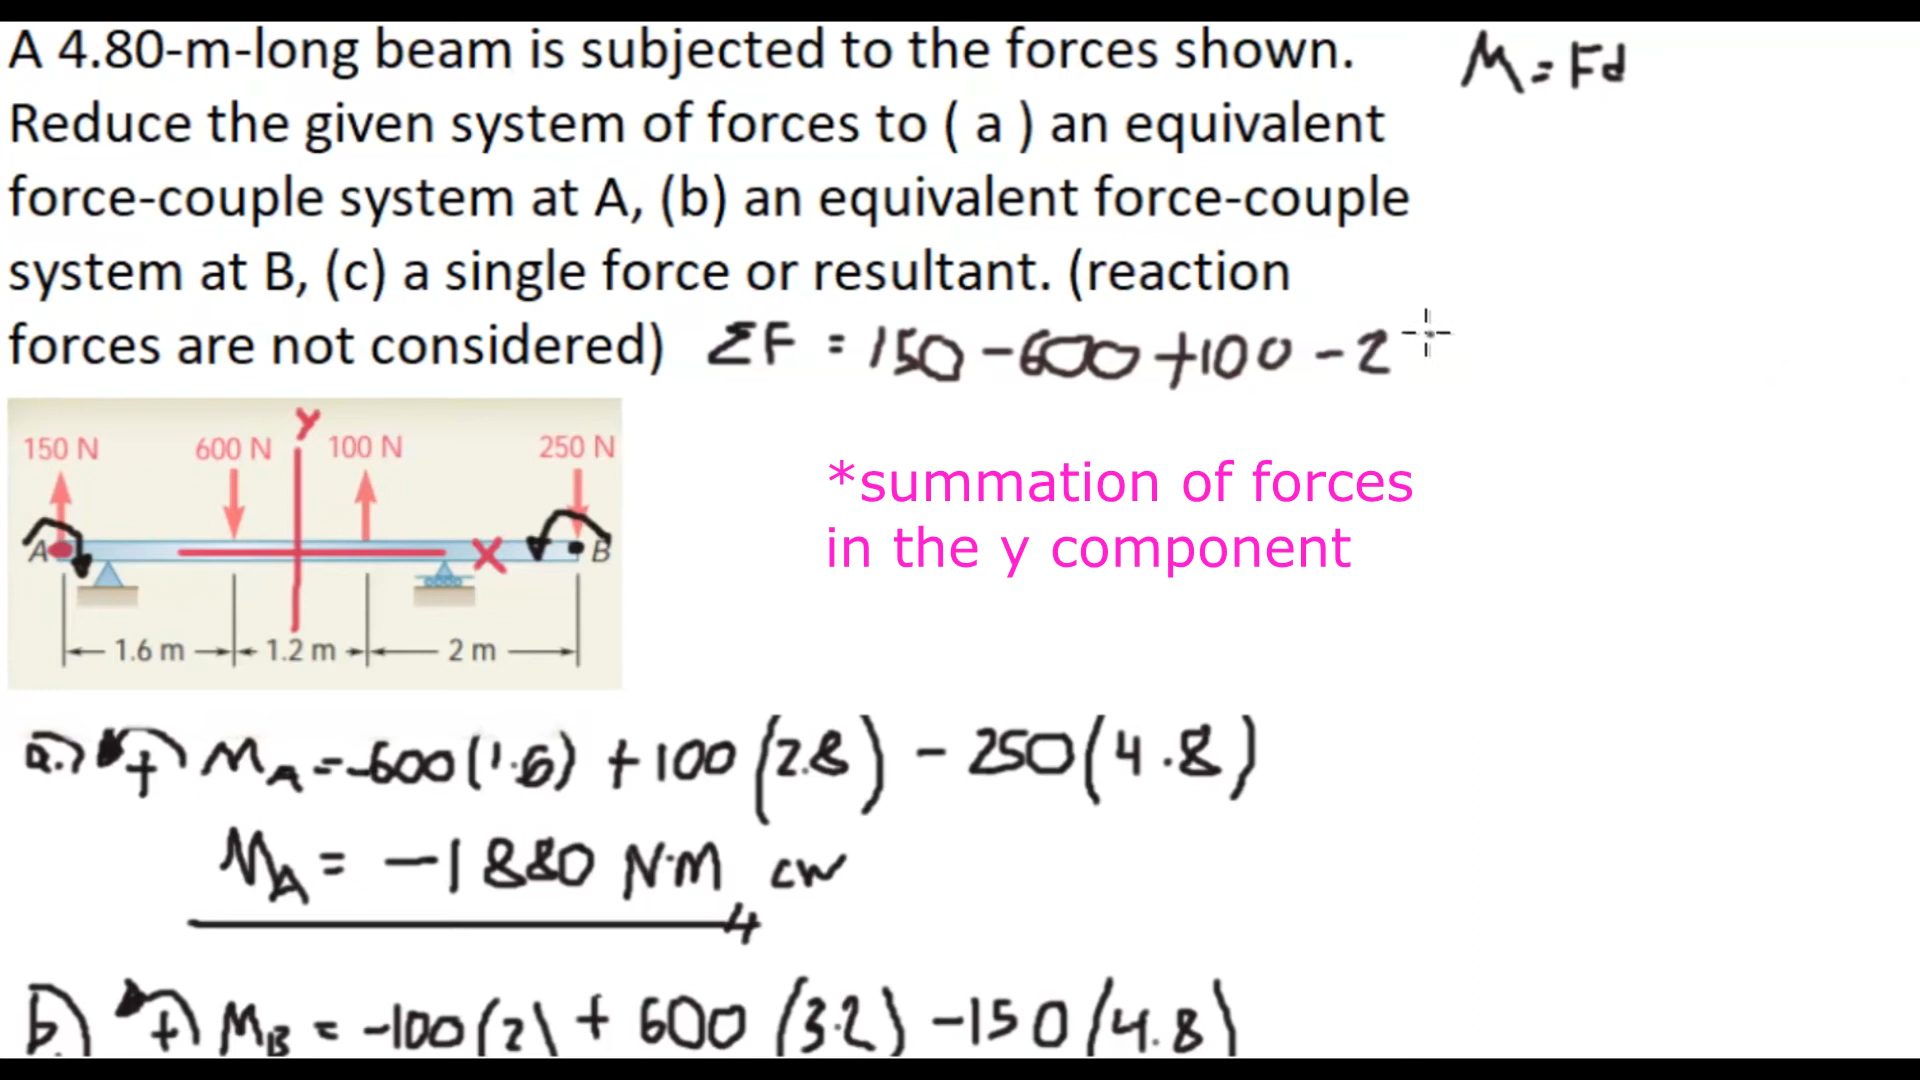 A 4.80-m-long beam is subjected to the forces shown.
M = Fd
Reduce the given system of forces to ( a ) an equivalent
force-couple system at A, (b) an equivalent force-couple
system at B, (c) a single force or resultant. (reaction
forces are not considered)
ΣF = 150 - 600 + 100 - 2
150 N
600 N
y
100 N
250 N
A
x
B
1.6 m
1.2 m
2 m
*summation of forces
in the y component
a.) + MA = -600(1.6) + 100(2.8) - 250(4.8)
MA = -1880 N·M cw
b.) + MB = -100(2) + 600(3.2) - 150(4.8)